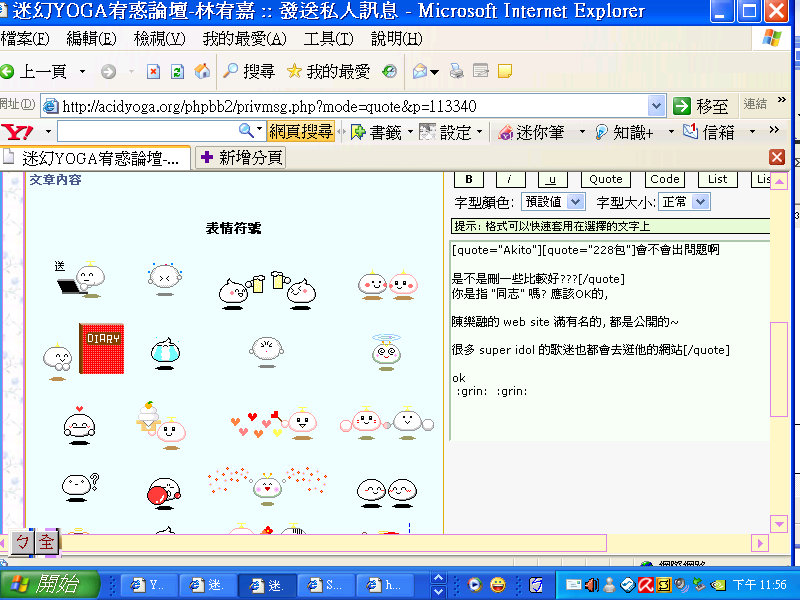 迷幻YOGA宥惑論壇-林宥嘉 :: 發送私人訊息 - Microsoft Internet Explorer
檔案(F) 編輯(E) 檢視(V) 我的最愛(A) 工具(T) 說明(H)
上一頁 搜尋 我的最愛
網址(D) http://acidyoga.org/phpbb2/privmsg.php?mode=quote&p=113340 移至 連結 »
Y! 網頁搜尋 書籤 設定 迷你筆 知識+ 信箱 »
迷幻YOGA宥惑論壇-... 新增分頁
文章內容
B i u Quote Code List Lis
字型顏色: 預設值 字型大小: 正常
提示: 格式可以快速套用在選擇的文字上
表情符號
送
DIARY
[quote="Akito"][quote="228包"]會不會出問題啊
是不是刪一些比較好???[/quote]
你是指 "同志" 嗎? 應該OK的,
陳樂融的 web site 滿有名的, 都是公開的~
很多 super idol 的歌迷也都會去逛他的網站[/quote]
ok
:grin: :grin:
ㄅ 全
開始 Y... 迷. 迷. S... h... 下午 11:56